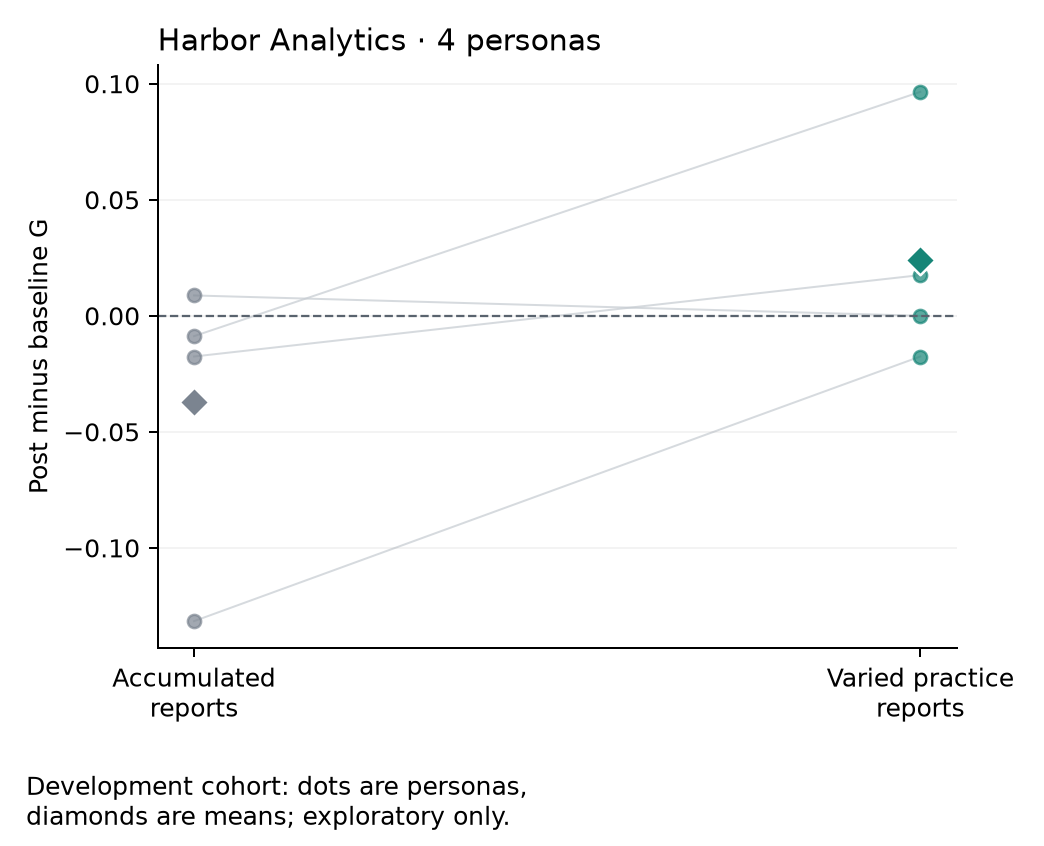 Harbor Analytics · 4 personas
0.10
0.05
0.00
−0.05
−0.10
Post minus baseline G
Accumulated
reports
Varied practice
reports
Development cohort: dots are personas,
diamonds are means; exploratory only.